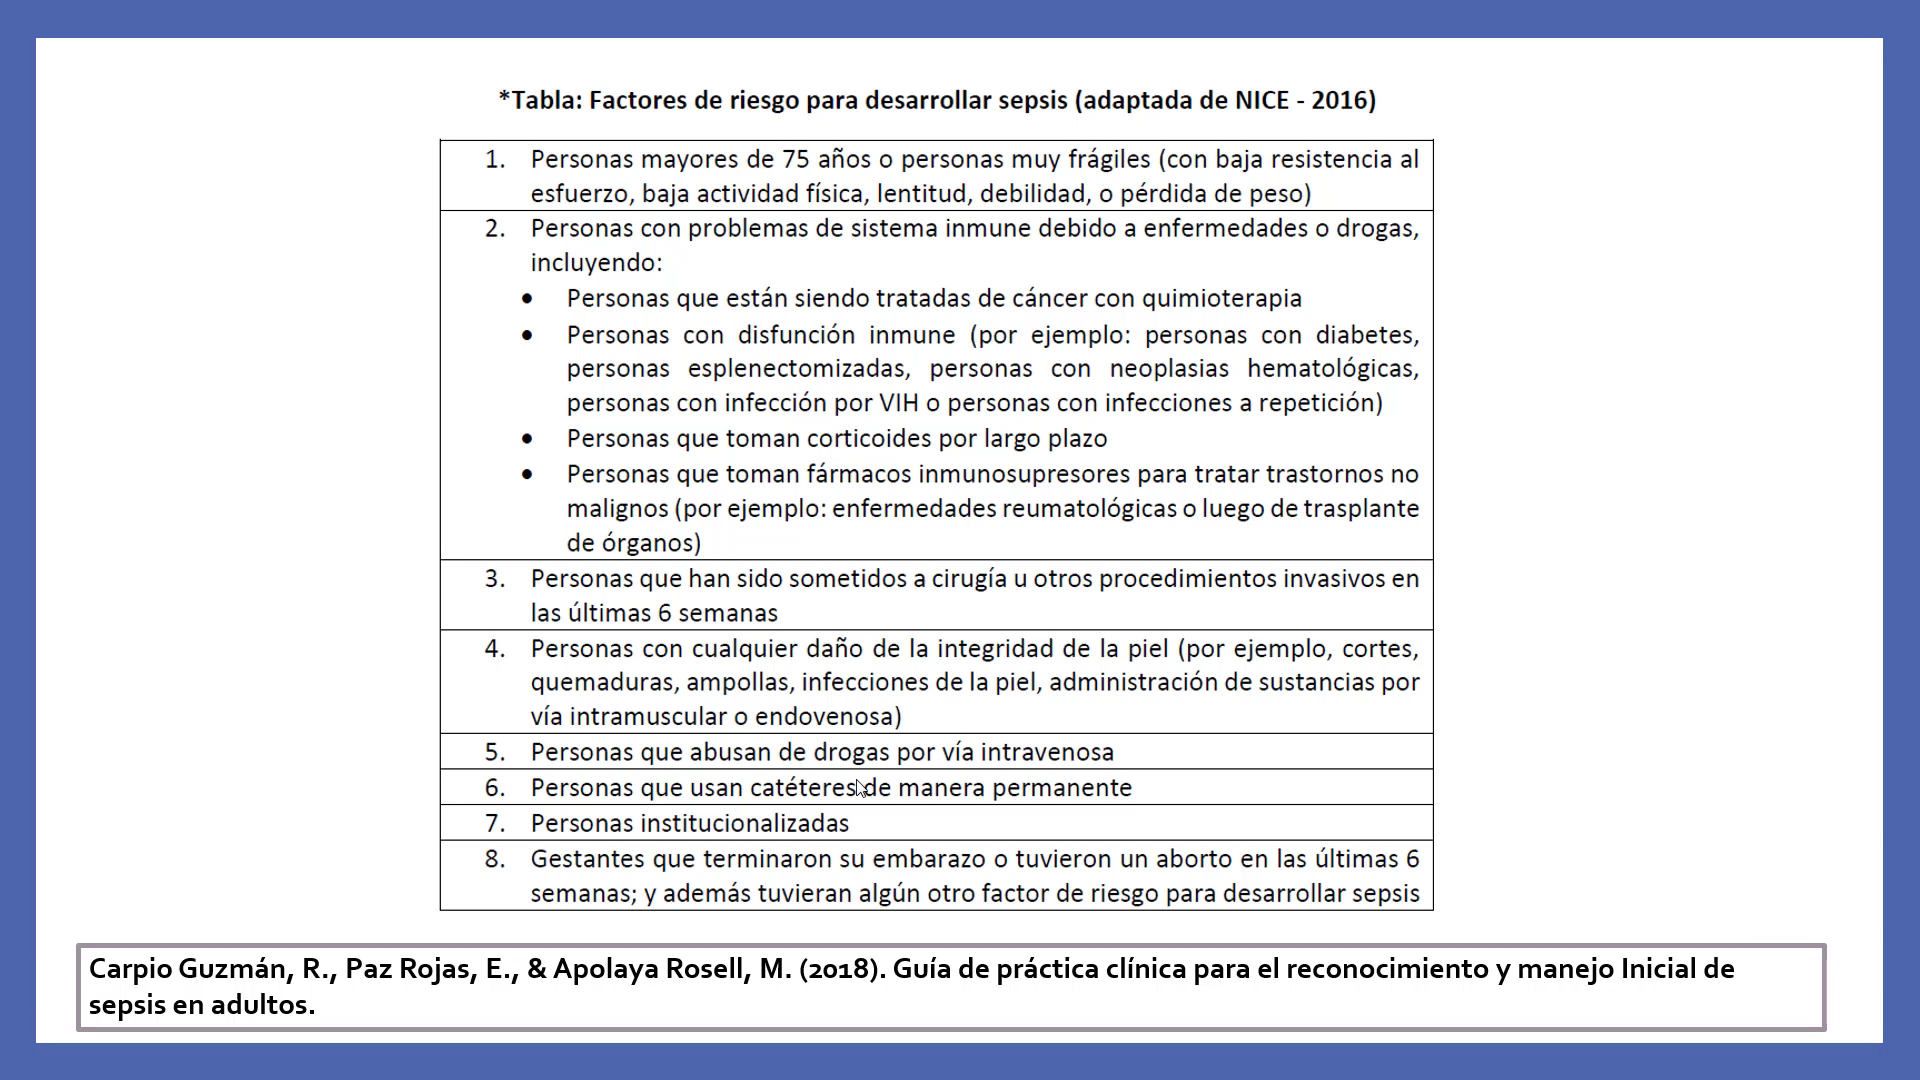 *Tabla: Factores de riesgo para desarrollar sepsis (adaptada de NICE - 2016)
1. Personas mayores de 75 años o personas muy frágiles (con baja resistencia al
esfuerzo, baja actividad física, lentitud, debilidad, o pérdida de peso)
2. Personas con problemas de sistema inmune debido a enfermedades o drogas,
incluyendo:
• Personas que están siendo tratadas de cáncer con quimioterapia
• Personas con disfunción inmune (por ejemplo: personas con diabetes,
personas esplenectomizadas, personas con neoplasias hematológicas,
personas con infección por VIH o personas con infecciones a repetición)
• Personas que toman corticoides por largo plazo
• Personas que toman fármacos inmunosupresores para tratar trastornos no
malignos (por ejemplo: enfermedades reumatológicas o luego de trasplante
de órganos)
3. Personas que han sido sometidos a cirugía u otros procedimientos invasivos en
las últimas 6 semanas
4. Personas con cualquier daño de la integridad de la piel (por ejemplo, cortes,
quemaduras, ampollas, infecciones de la piel, administración de sustancias por
vía intramuscular o endovenosa)
5. Personas que abusan de drogas por vía intravenosa
6. Personas que usan catéteres de manera permanente
7. Personas institucionalizadas
8. Gestantes que terminaron su embarazo o tuvieron un aborto en las últimas 6
semanas; y además tuvieran algún otro factor de riesgo para desarrollar sepsis
Carpio Guzmán, R., Paz Rojas, E., & Apolaya Rosell, M. (2018). Guía de práctica clínica para el reconocimiento y manejo Inicial de
sepsis en adultos.